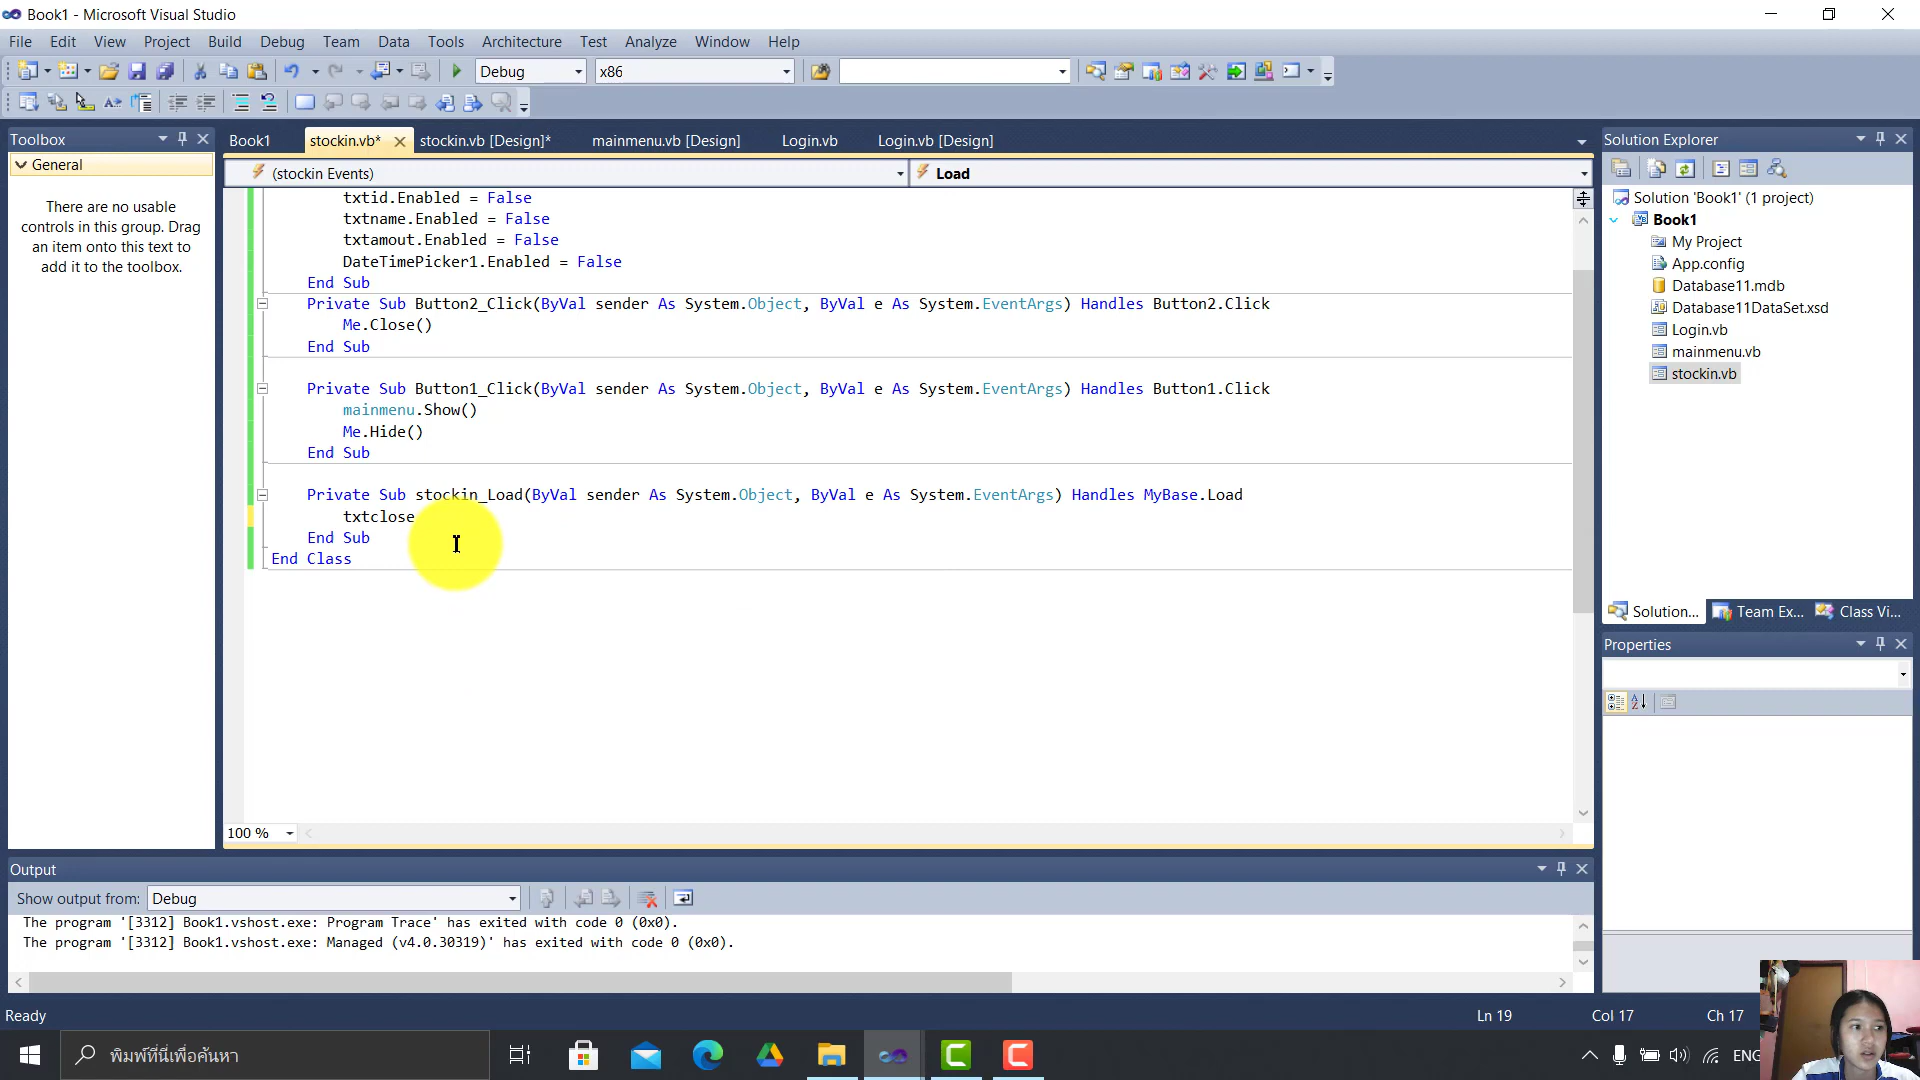 Book1 - Microsoft Visual Studio
File Edit View Project Build Debug Team Data Tools Architecture Test Analyze Window Help
Debug x86
Toolbox
General
There are no usable
controls in this group. Drag
an item onto this text to
add it to the toolbox.
Book1 stockin.vb* stockin.vb [Design]* mainmenu.vb [Design] Login.vb Login.vb [Design]
(stockin Events) Load
txtid.Enabled = False
txtname.Enabled = False
txtamout.Enabled = False
DateTimePicker1.Enabled = False
End Sub
Private Sub Button2_Click(ByVal sender As System.Object, ByVal e As System.EventArgs) Handles Button2.Click
Me.Close()
End Sub
Private Sub Button1_Click(ByVal sender As System.Object, ByVal e As System.EventArgs) Handles Button1.Click
mainmenu.Show()
Me.Hide()
End Sub
Private Sub stockin_Load(ByVal sender As System.Object, ByVal e As System.EventArgs) Handles MyBase.Load
txtclose
End Sub
End Class
100 %
Solution Explorer
Solution 'Book1' (1 project)
Book1
My Project
App.config
Database11.mdb
Database11DataSet.xsd
Login.vb
mainmenu.vb
stockin.vb
Solution... Team Ex... Class Vi...
Properties
Output
Show output from: Debug
The program '[3312] Book1.vshost.exe: Program Trace' has exited with code 0 (0x0).
The program '[3312] Book1.vshost.exe: Managed (v4.0.30319)' has exited with code 0 (0x0).
Ready Ln 19 Col 17 Ch 17
พิมพ์ที่นี่เพื่อค้นหา
ENG